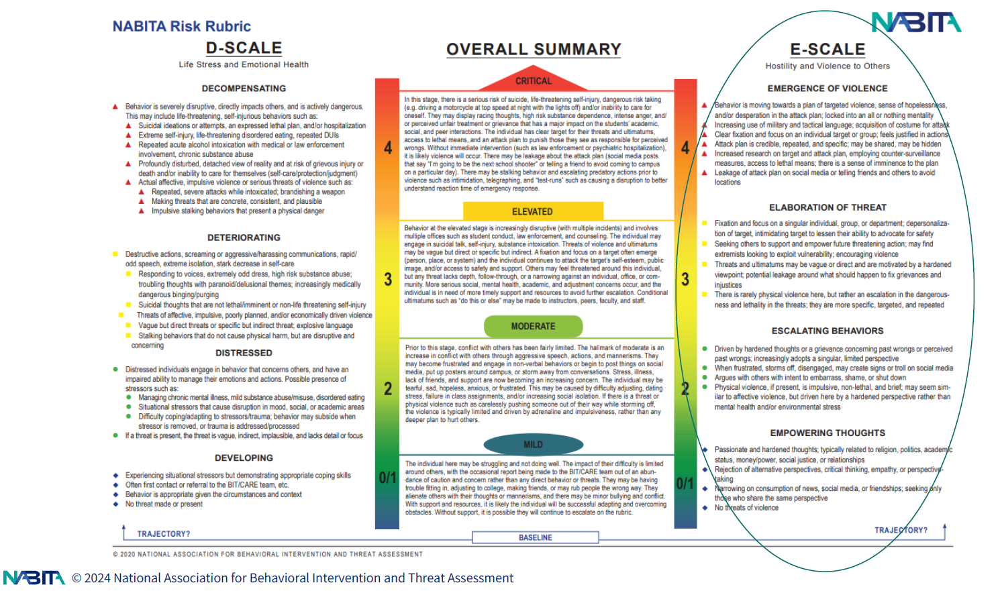 NABITA Risk Rubric
NABITA
D-SCALE
Life Stress and Emotional Health
DECOMPENSATING
Behavior is severely disruptive, directly impacts others, and is actively dangerous.
This may include life-threatening, self-injurious behaviors such as:
Suicidal ideations or attempts, an expressed lethal plan, and/or hospitalization
Extreme self-injury, life-threatening disordered eating, repeated DUIs
Repeated acute alcohol intoxication with medical or law enforcement
involvement, chronic substance abuse
Profoundly disturbed, detached view of reality and at risk of grievous injury or
death and/or inability to care for themselves (self-care/protection/judgment)
Actual affective, impulsive violence or serious threats of violence such as:
Repeated, severe attacks while intoxicated; brandishing a weapon
Making threats that are concrete, consistent, and plausible
Impulsive stalking behaviors that present a physical danger
DETERIORATING
Destructive actions, screaming or aggressive/harassing communications, rapid/
odd speech, extreme isolation, stark decrease in self-care
Responding to voices, extremely odd dress, high risk substance abuse;
troubling thoughts with paranoid/delusional themes; increasingly medically
dangerous binging/purging
Suicidal thoughts that are not lethal/imminent or non-life threatening self-injury
Threats of affective, impulsive, poorly planned, and/or economically driven violence
Vague but direct threats or specific but indirect threat; explosive language
Stalking behaviors that do not cause physical harm, but are disruptive and
concerning
DISTRESSED
Distressed individuals engage in behavior that concerns others, and have an
impaired ability to manage their emotions and actions. Possible presence of
stressors such as:
Managing chronic mental illness, mild substance abuse/misuse, disordered eating
Situational stressors that cause disruption in mood, social, or academic areas
Difficulty coping/adapting to stressors/trauma; behavior may subside when
stressor is removed, or trauma is addressed/processed
If a threat is present, the threat is vague, indirect, implausible, and lacks detail or focus
DEVELOPING
Experiencing situational stressors but demonstrating appropriate coping skills
Often first contact or referral to the BIT/CARE team, etc.
Behavior is appropriate given the circumstances and context
No threat made or present
TRAJECTORY?
4
3
2
0/1
OVERALL SUMMARY
CRITICAL
In this stage, there is a serious risk of suicide, life-threatening self-injury, dangerous risk taking
(e.g. driving a motorcycle at top speed at night with the lights off) and/or inability to care for
oneself. They may display racing thoughts, high risk substance dependence, intense anger, and/
or perceived unfair treatment or grievance that has a major impact on the students' academic,
social, and peer interactions. The individual has clear target for their threats and ultimatums,
access to lethal means, and an attack plan to punish those they see as responsible for perceived
wrongs. Without immediate intervention (such as law enforcement or psychiatric hospitalization),
it is likely violence will occur. There may be leakage about the attack plan (social media posts
that say "I'm going to be the next school shooter" or telling a friend to avoid coming to campus
on a particular day). There may be stalking behavior and escalating predatory actions prior to
violence such as intimidation, telegraphing, and "test-runs" such as causing a disruption to better
understand reaction time of emergency response.
ELEVATED
Behavior at the elevated stage is increasingly disruptive (with multiple incidents) and involves
multiple offices such as student conduct, law enforcement, and counseling. The individual may
engage in suicidal talk, self-injury, substance intoxication. Threats of violence and ultimatums
may be vague but direct or specific but indirect. A fixation and focus on a target often emerge
(person, place, or system) and the individual continues to attack the target's self-esteem, public
image, and/or access to safety and support. Others may feel threatened around this individual,
but any threat lacks depth, follow-through, or a narrowing against an individual, office, or com-
munity. More serious social, mental health, academic, and adjustment concerns occur, and the
individual is in need of more timely support and resources to avoid further escalation. Conditional
ultimatums such as "do this or else" may be made to instructors, peers, faculty, and staff.
MODERATE
Prior to this stage, conflict with others has been fairly limited. The hallmark of moderate is an
increase in conflict with others through aggressive speech, actions, and mannerisms. They
may become frustrated and engage in non-verbal behaviors or begin to post things on social
media, put up posters around campus, or storm away from conversations. Stress, illness,
lack of friends, and support are now becoming an increasing concern. The individual may be
tearful, sad, hopeless, anxious, or frustrated. This may be caused by difficulty adjusting, dating
stress, failure in class assignments, and/or increasing social isolation. If there is a threat or
physical violence such as carelessly pushing someone out of their way while storming off,
the violence is typically limited and driven by adrenaline and impulsiveness, rather than any
deeper plan to hurt others.
MILD
The individual here may be struggling and not doing well. The impact of their difficulty is limited
around others, with the occasional report being made to the BIT/CARE team out of an abun-
dance of caution and concern rather than any direct behavior or threats. They may be having
trouble fitting in, adjusting to college, making friends, or may rub people the wrong way. They
alienate others with their thoughts or mannerisms, and there may be minor bullying and conflict.
With support and resources, it is likely the individual will be successful adapting and overcoming
obstacles. Without support, it is possible they will continue to escalate on the rubric.
BASELINE
4
3
2
0/1
E-SCALE
Hostility and Violence to Others
EMERGENCE OF VIOLENCE
Behavior is moving towards a plan of targeted violence, sense of hopelessness,
and/or desperation in the attack plan; locked into an all or nothing mentality
Increasing use of military and tactical language; acquisition of costume for attack
Clear fixation and focus on an individual target or group; feels justified in actions
Attack plan is credible, repeated, and specific; may be shared, may be hidden
Increased research on target and attack plan, employing counter-surveillance
measures, access to lethal means; there is a sense of imminence to the plan
Leakage of attack plan on social media or telling friends and others to avoid
locations
ELABORATION OF THREAT
Fixation and focus on a singular individual, group, or department; depersonaliza-
tion of target, intimidating target to lessen their ability to advocate for safety
Seeking others to support and empower future threatening action; may find
extremists looking to exploit vulnerability; encouraging violence
Threats and ultimatums may be vague or direct and are motivated by a hardened
viewpoint; potential leakage around what should happen to fix grievances and
injustices
There is rarely physical violence here, but rather an escalation in the dangerous-
ness and lethality in the threats; they are more specific, targeted, and repeated
ESCALATING BEHAVIORS
Driven by hardened thoughts or a grievance concerning past wrongs or perceived
past wrongs; increasingly adopts a singular, limited perspective
When frustrated, storms off, disengaged, may create signs or troll on social media
Argues with others with intent to embarrass, shame, or shut down
Physical violence, if present, is impulsive, non-lethal, and brief; may seem sim-
ilar to affective violence, but driven here by a hardened perspective rather than
mental health and/or environmental stress
EMPOWERING THOUGHTS
Passionate and hardened thoughts; typically related to religion, politics, academic
status, money/power, social justice, or relationships
Rejection of alternative perspectives, critical thinking, empathy, or perspective-
taking
Narrowing on consumption of news, social media, or friendships; seeking only
those who share the same perspective
No threats of violence
TRAJECTORY?
© 2020 NATIONAL ASSOCIATION FOR BEHAVIORAL INTERVENTION AND THREAT ASSESSMENT
NABITA © 2024 National Association for Behavioral Intervention and Threat Assessment